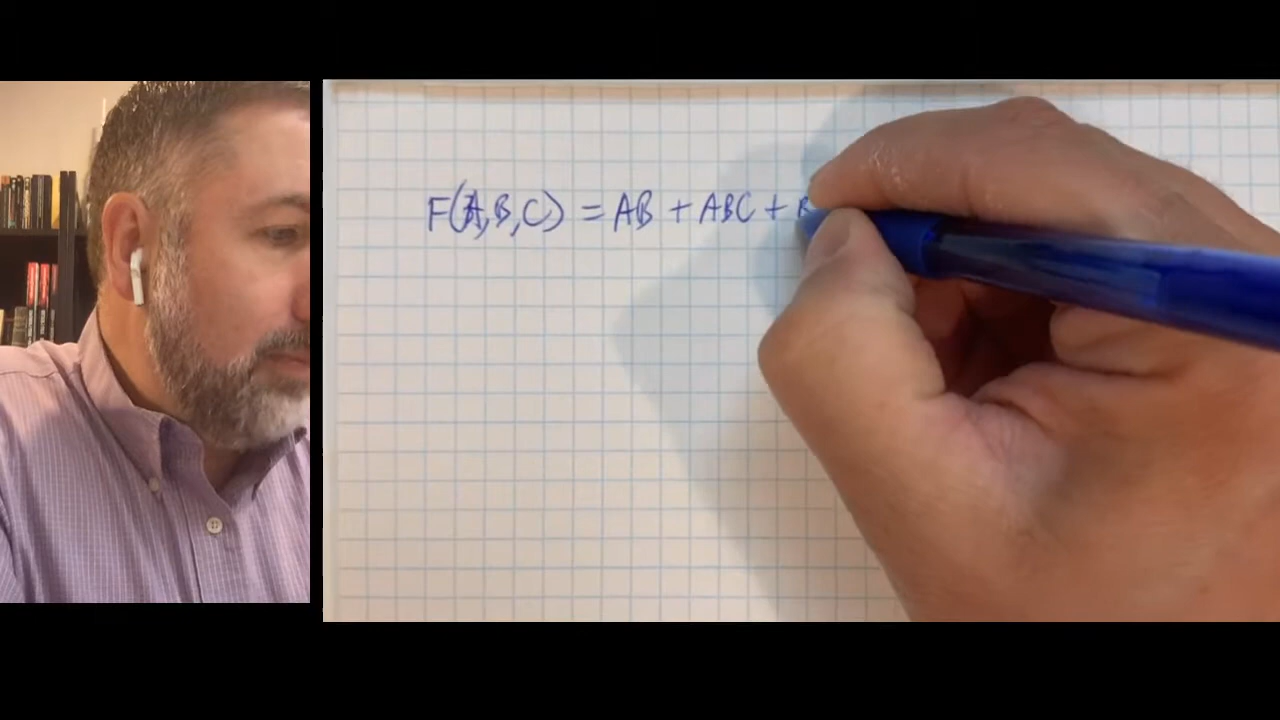 F(A,B,C) = AB + ABC + B